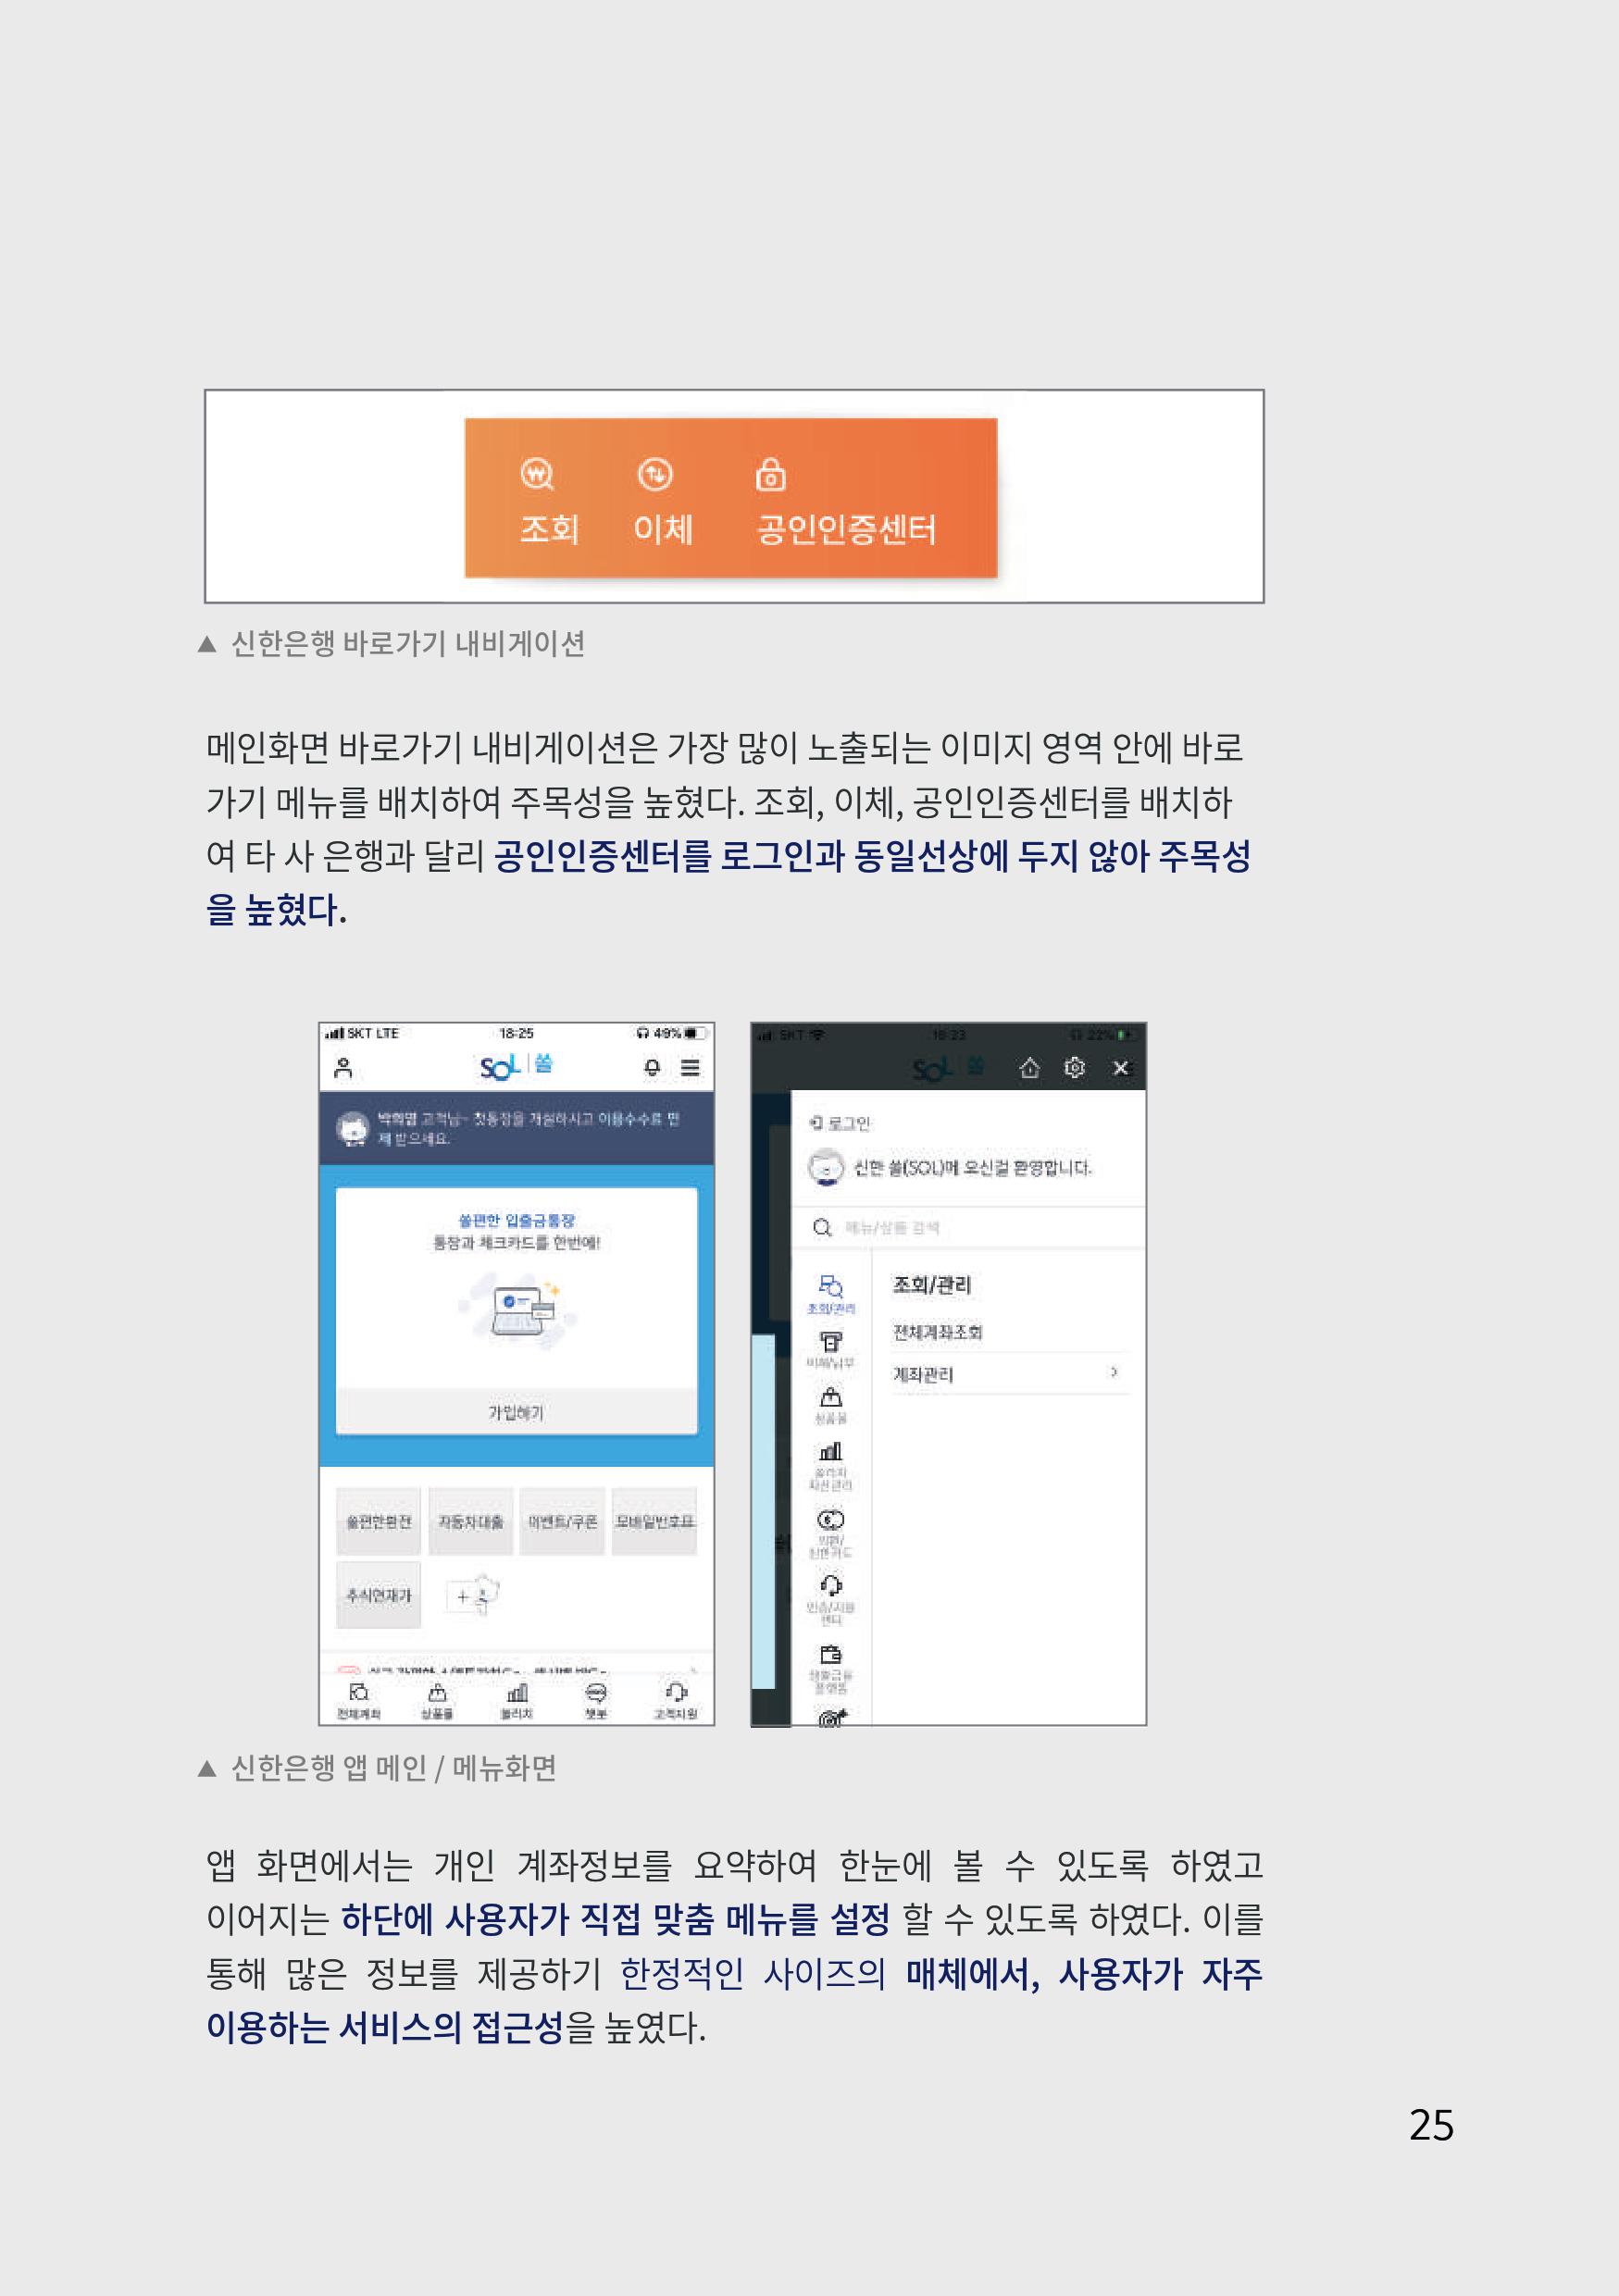 조회 이체 공인인증센터
▲ 신한은행 바로가기 내비게이션
메인화면 바로가기 내비게이션은 가장 많이 노출되는 이미지 영역 안에 바로
가기 메뉴를 배치하여 주목성을 높혔다. 조회, 이체, 공인인증센터를 배치하
여 타 사 은행과 달리 공인인증센터를 로그인과 동일선상에 두지 않아 주목성
을 높혔다.
SKT LTE 18:25 49%
SOL 쏠
고객님~ 첫통장을 개설하시고 이용수수료 면
제 받으세요.
쏠편한 입출금통장
통장과 체크카드를 한번에!
가입하기
쏠편한환전 자동차대출 이벤트/쿠폰 모바일번호표
주식현재가 +
전체계좌 상품몰 쏠리치 챗봇 고객지원
SKT 18:23 22%
SOL 쏠
로그인
신한 쏠(SOL)에 오신걸 환영합니다.
메뉴/상품 검색
조회/관리
조회/관리
전체계좌조회
이체/납부
계좌관리
상품몰
쏠리치
자산관리
외환/
신한카드
인증/지원
센터
생활금융
플랫폼
▲ 신한은행 앱 메인 / 메뉴화면
앱 화면에서는 개인 계좌정보를 요약하여 한눈에 볼 수 있도록 하였고
이어지는 하단에 사용자가 직접 맞춤 메뉴를 설정 할 수 있도록 하였다. 이를
통해 많은 정보를 제공하기 한정적인 사이즈의 매체에서, 사용자가 자주
이용하는 서비스의 접근성을 높였다.
25